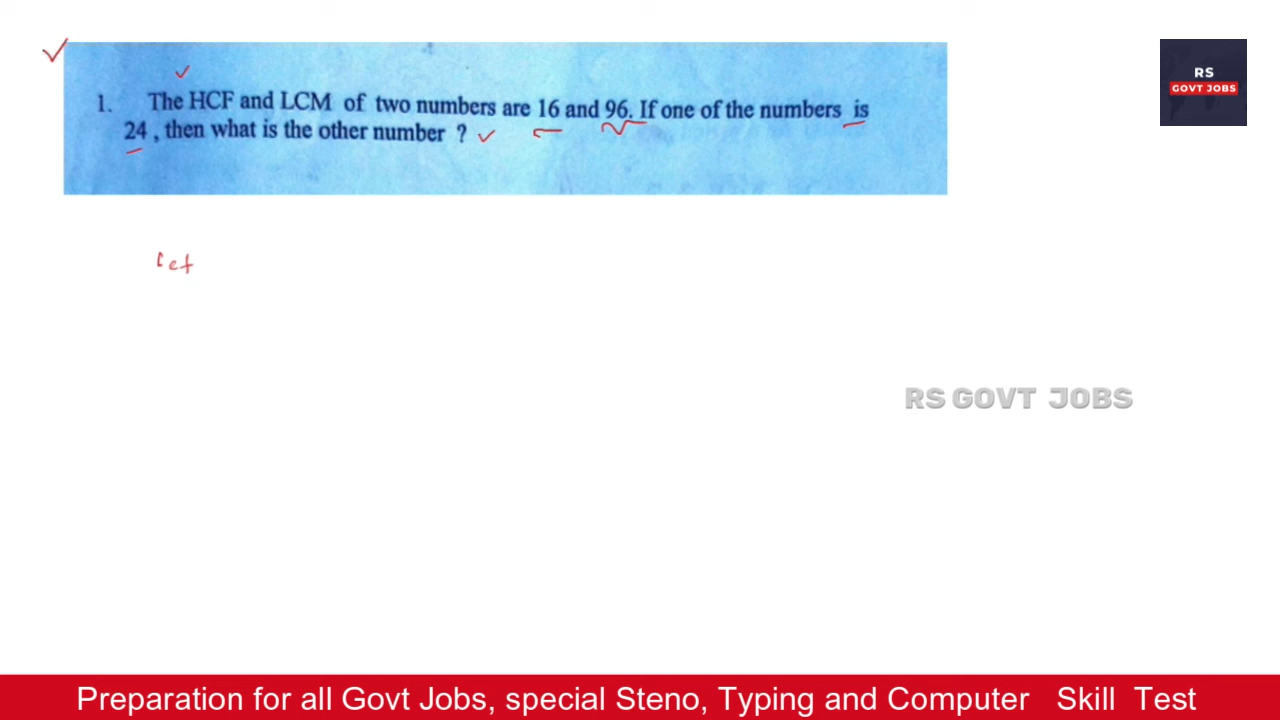 RS
GOVT JOBS
1. The HCF and LCM of two numbers are 16 and 96. If one of the numbers is
24 , then what is the other number ?
let
RS GOVT JOBS
Preparation for all Govt Jobs, special Steno, Typing and Computer Skill Test